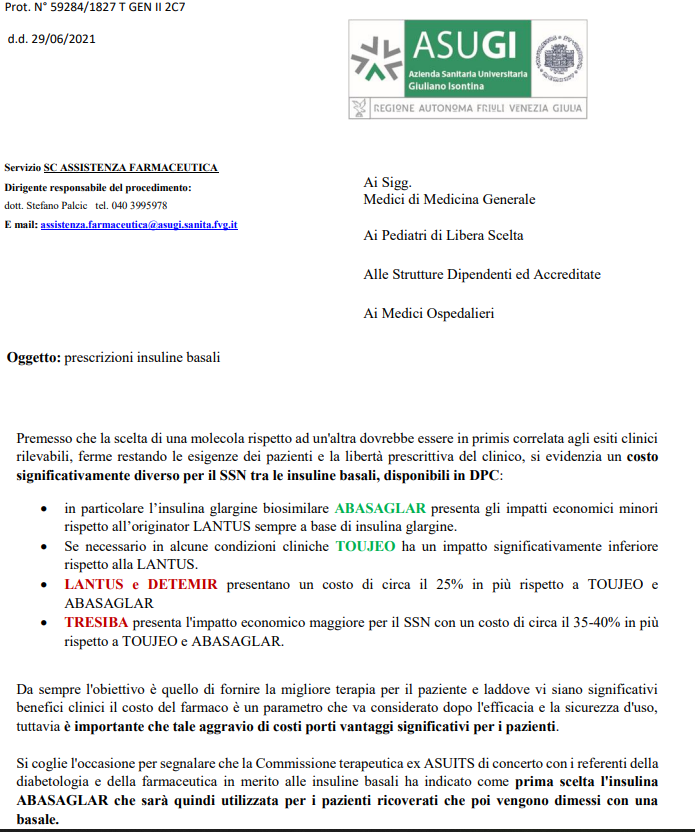 Prot. N° 59284/1827 T GEN II 2C7
d.d. 29/06/2021
ASUGI
Azienda Sanitaria Universitaria
Giuliano Isontina
REGIONE AUTONOMA FRIULI VENEZIA GIULIA
Servizio SC ASSISTENZA FARMACEUTICA
Dirigente responsabile del procedimento:
dott. Stefano Palcic tel. 040 3995978
E mail: assistenza.farmaceutica@asugi.sanita.fvg.it
Ai Sigg.
Medici di Medicina Generale
Ai Pediatri di Libera Scelta
Alle Strutture Dipendenti ed Accreditate
Ai Medici Ospedalieri
Oggetto: prescrizioni insuline basali
Premesso che la scelta di una molecola rispetto ad un'altra dovrebbe essere in primis correlata agli esiti clinici
rilevabili, ferme restando le esigenze dei pazienti e la libertà prescrittiva del clinico, si evidenzia un costo
significativamente diverso per il SSN tra le insuline basali, disponibili in DPC:
• in particolare l'insulina glargine biosimilare ABASAGLAR presenta gli impatti economici minori
rispetto all'originator LANTUS sempre a base di insulina glargine.
• Se necessario in alcune condizioni cliniche TOUJEO ha un impatto significativamente inferiore
rispetto alla LANTUS.
• LANTUS e DETEMIR presentano un costo di circa il 25% in più rispetto a TOUJEO e
ABASAGLAR
• TRESIBA presenta l'impatto economico maggiore per il SSN con un costo di circa il 35-40% in più
rispetto a TOUJEO e ABASAGLAR.
Da sempre l'obiettivo è quello di fornire la migliore terapia per il paziente e laddove vi siano significativi
benefici clinici il costo del farmaco è un parametro che va considerato dopo l'efficacia e la sicurezza d'uso,
tuttavia è importante che tale aggravio di costi porti vantaggi significativi per i pazienti.
Si coglie l'occasione per segnalare che la Commissione terapeutica ex ASUITS di concerto con i referenti della
diabetologia e della farmaceutica in merito alle insuline basali ha indicato come prima scelta l'insulina
ABASAGLAR che sarà quindi utilizzata per i pazienti ricoverati che poi vengono dimessi con una
basale.